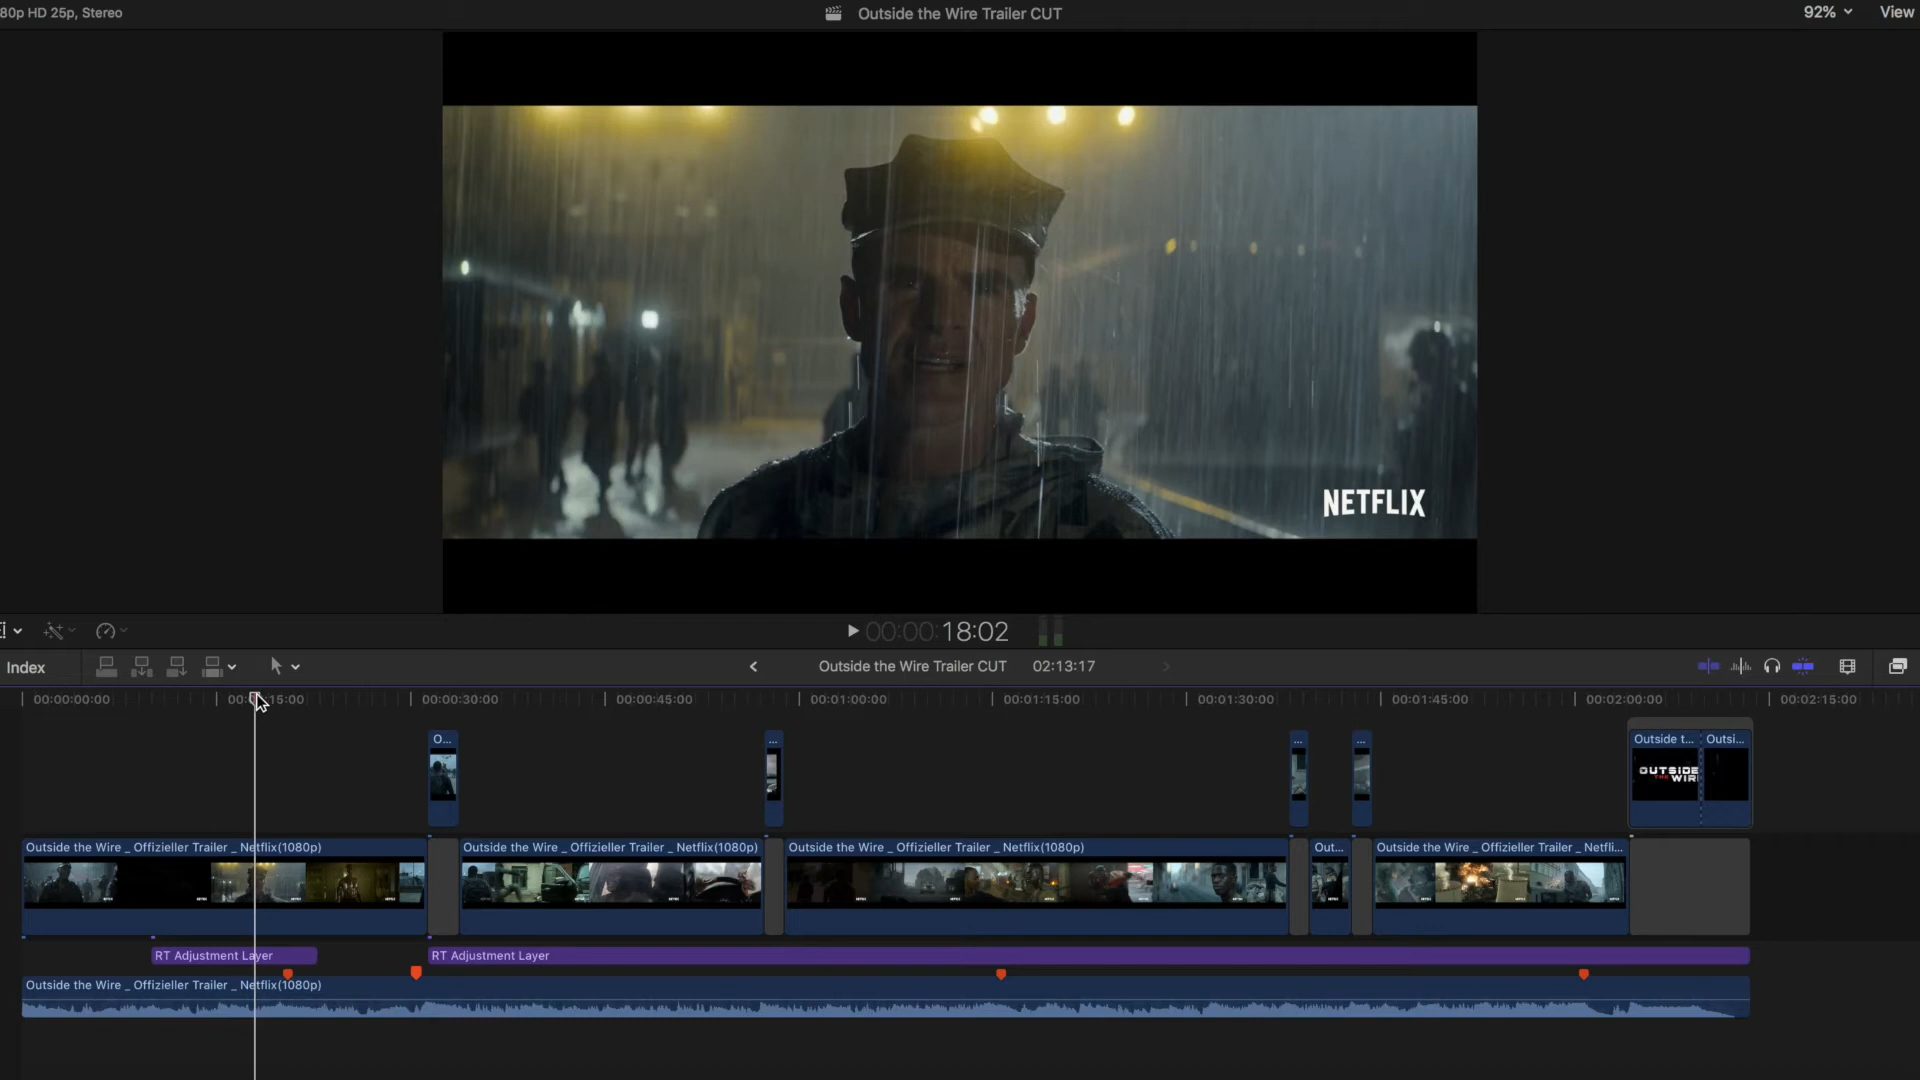 80p HD 25p, Stereo
Outside the Wire Trailer CUT
92%
View
NETFLIX
00:00:18:02
Index
Outside the Wire Trailer CUT
02:13:17
00:00:00:00
00:00:15:00
00:00:30:00
00:00:45:00
00:01:00:00
00:01:15:00
00:01:30:00
00:01:45:00
00:02:00:00
00:02:15:00
O...
...
...
...
Outside t...
Outsi...
OUTSIDE
THE WIR
Outside the Wire _ Offizieller Trailer _ Netflix(1080p)
Outside the Wire _ Offizieller Trailer _ Netflix(1080p)
Outside the Wire _ Offizieller Trailer _ Netflix(1080p)
Out...
Outside the Wire _ Offizieller Trailer _ Netfli...
RT Adjustment Layer
RT Adjustment Layer
Outside the Wire _ Offizieller Trailer _ Netflix(1080p)